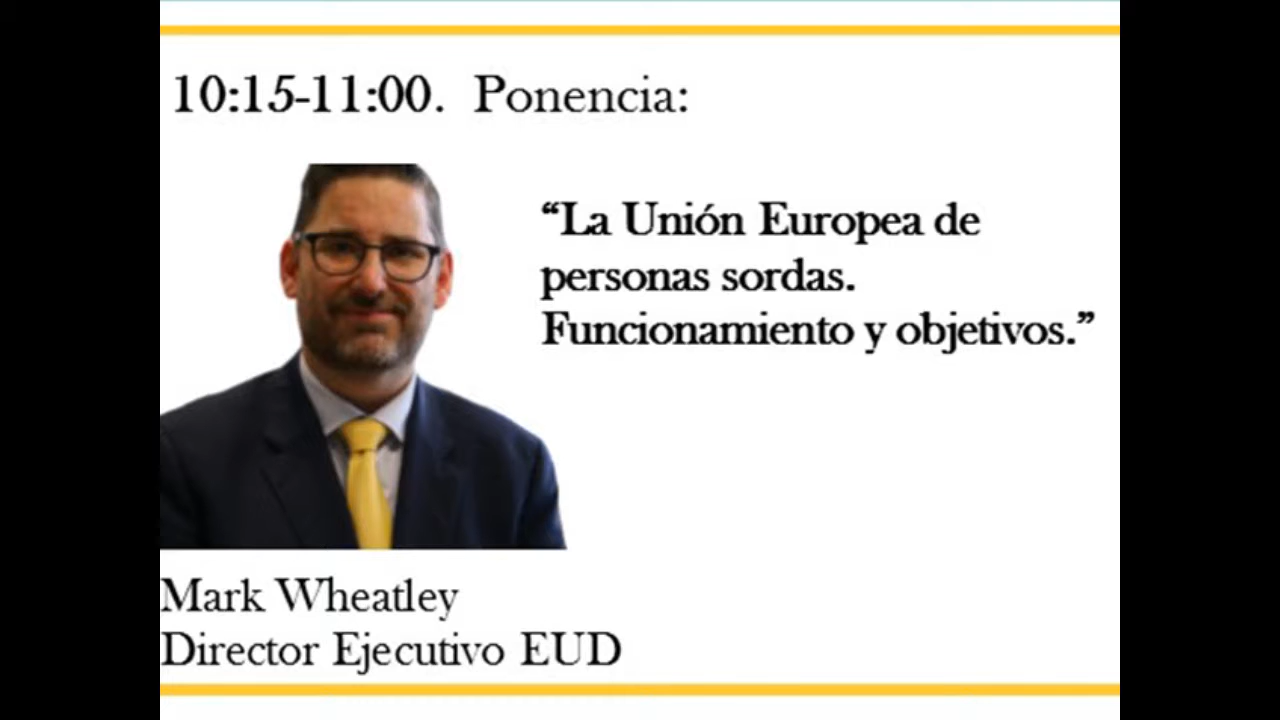 10:15-11:00. Ponencia:
“La Unión Europea de
personas sordas.
Funcionamiento y objetivos.”
Mark Wheatley
Director Ejecutivo EUD